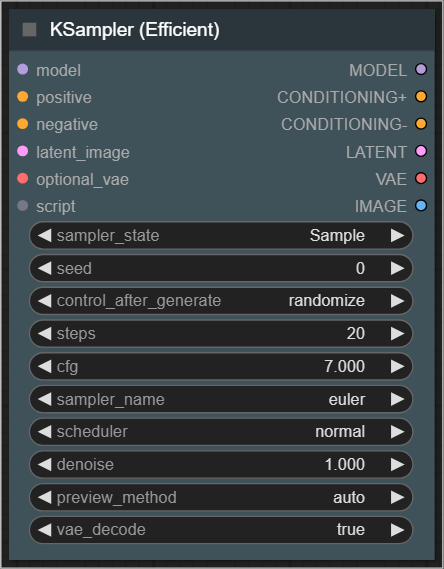 KSampler (Efficient)
model MODEL
positive CONDITIONING+
negative CONDITIONING-
latent_image LATENT
optional_vae VAE
script IMAGE
sampler_state Sample
seed 0
control_after_generate randomize
steps 20
cfg 7.000
sampler_name euler
scheduler normal
denoise 1.000
preview_method auto
vae_decode true